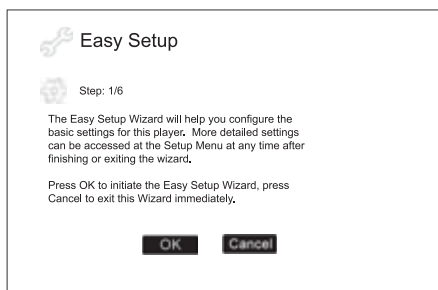 Easy Setup
Step: 1/6
The Easy Setup Wizard will help you configure the
basic settings for this player. More detailed settings
can be accessed at the Setup Menu at any time after
finishing or exiting the wizard.
Press OK to initiate the Easy Setup Wizard, press
Cancel to exit this Wizard immediately.
OK Cancel